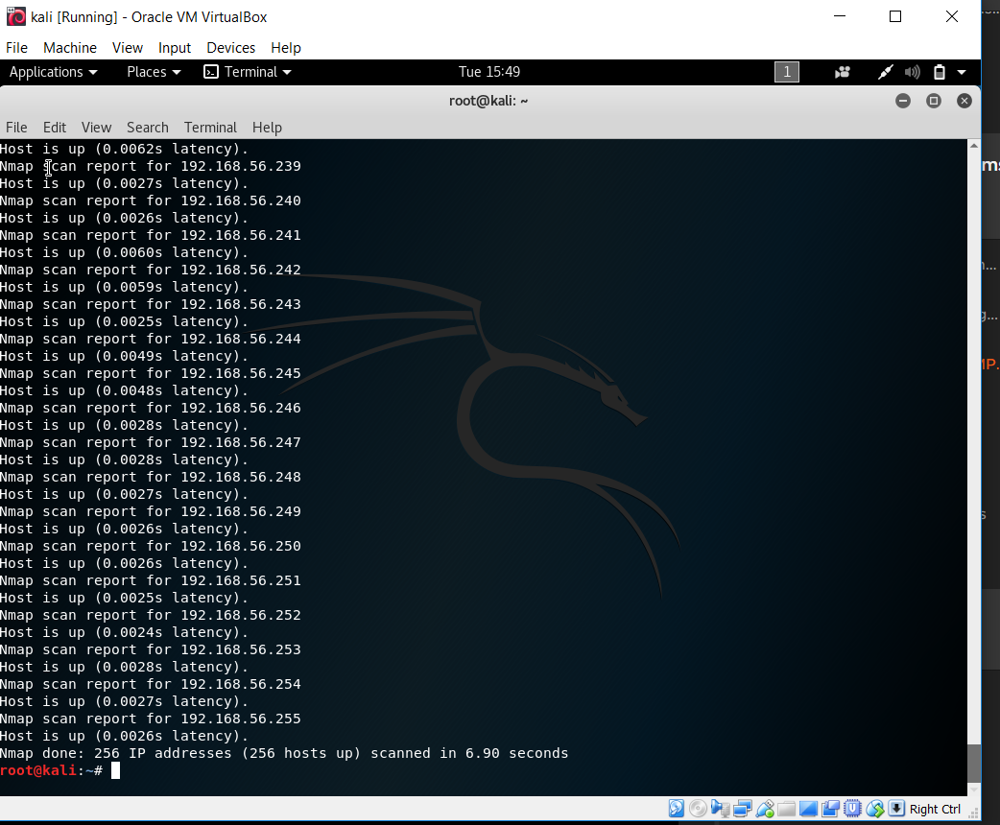 kali [Running] - Oracle VM VirtualBox
File Machine View Input Devices Help
Applications Places Terminal Tue 15:49 1
root@kali: ~
File Edit View Search Terminal Help
Host is up (0.0062s latency).
Nmap scan report for 192.168.56.239
Host is up (0.0027s latency).
Nmap scan report for 192.168.56.240
Host is up (0.0026s latency).
Nmap scan report for 192.168.56.241
Host is up (0.0060s latency).
Nmap scan report for 192.168.56.242
Host is up (0.0059s latency).
Nmap scan report for 192.168.56.243
Host is up (0.0025s latency).
Nmap scan report for 192.168.56.244
Host is up (0.0049s latency).
Nmap scan report for 192.168.56.245
Host is up (0.0048s latency).
Nmap scan report for 192.168.56.246
Host is up (0.0028s latency).
Nmap scan report for 192.168.56.247
Host is up (0.0028s latency).
Nmap scan report for 192.168.56.248
Host is up (0.0027s latency).
Nmap scan report for 192.168.56.249
Host is up (0.0026s latency).
Nmap scan report for 192.168.56.250
Host is up (0.0026s latency).
Nmap scan report for 192.168.56.251
Host is up (0.0025s latency).
Nmap scan report for 192.168.56.252
Host is up (0.0024s latency).
Nmap scan report for 192.168.56.253
Host is up (0.0028s latency).
Nmap scan report for 192.168.56.254
Host is up (0.0027s latency).
Nmap scan report for 192.168.56.255
Host is up (0.0026s latency).
Nmap done: 256 IP addresses (256 hosts up) scanned in 6.90 seconds
root@kali:~#
Right Ctrl